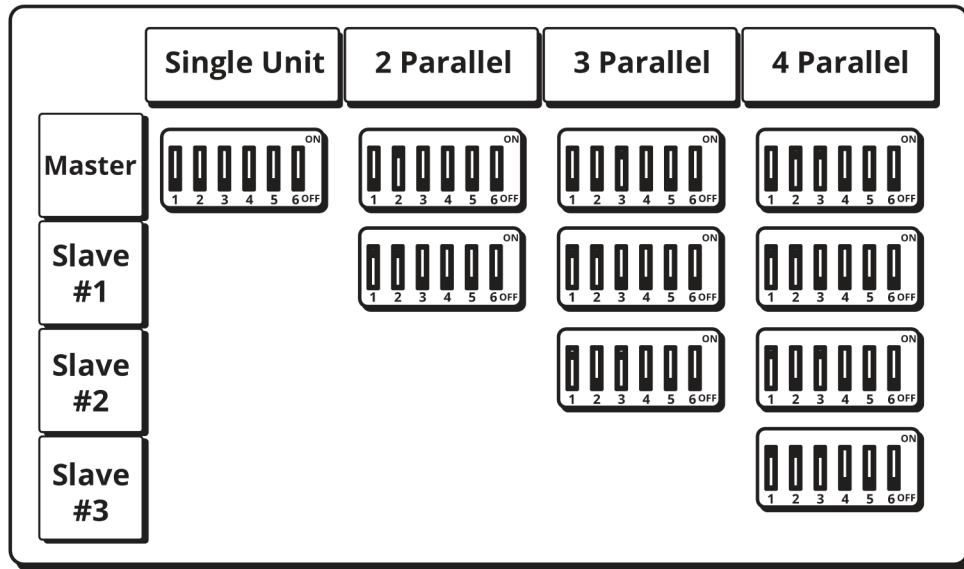 Single Unit 2 Parallel 3 Parallel 4 Parallel
Master
ON ON ON ON
1 2 3 4 5 6 OFF 1 2 3 4 5 6 OFF 1 2 3 4 5 6 OFF 1 2 3 4 5 6 OFF
Slave
#1
ON ON ON
1 2 3 4 5 6 OFF 1 2 3 4 5 6 OFF 1 2 3 4 5 6 OFF
Slave
#2
ON ON
1 2 3 4 5 6 OFF 1 2 3 4 5 6 OFF
Slave
#3
ON
1 2 3 4 5 6 OFF